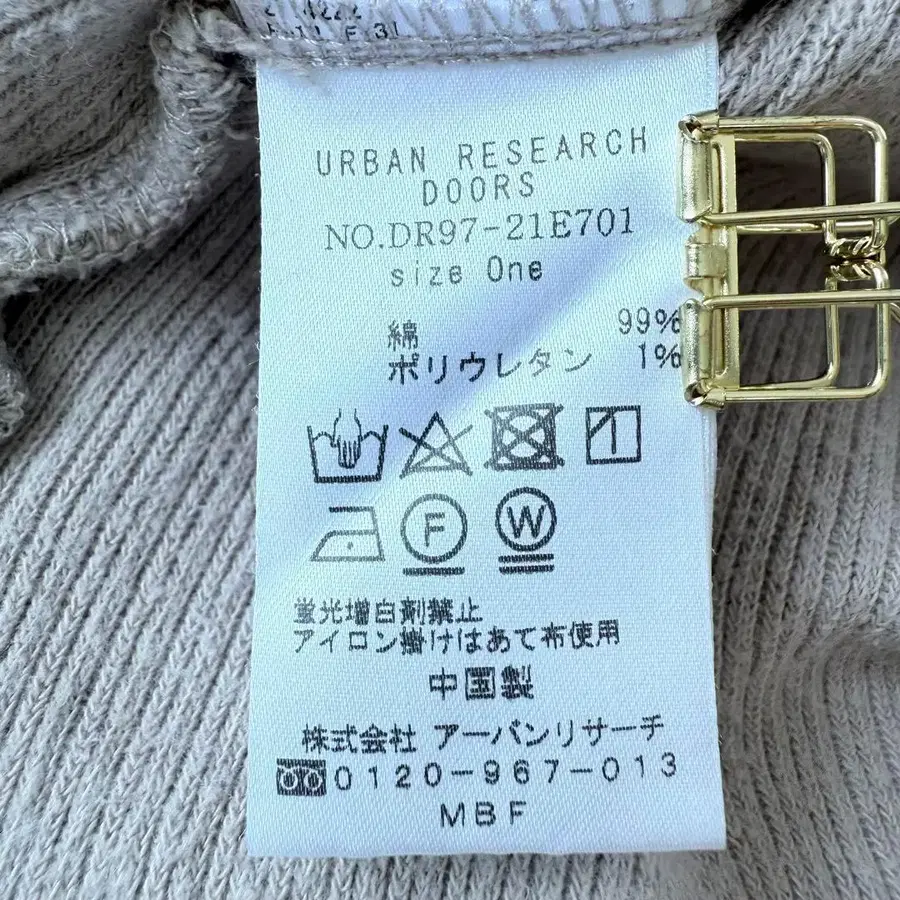 URBAN RESEARCH
DOORS
NO.DR97-21E701
size One
綿 99%
ポリウレタン 1%
F W
蛍光増白剤禁止
アイロン掛けはあて布使用
中国製
株式会社 アーバンリサーチ
0120-967-013
MBF